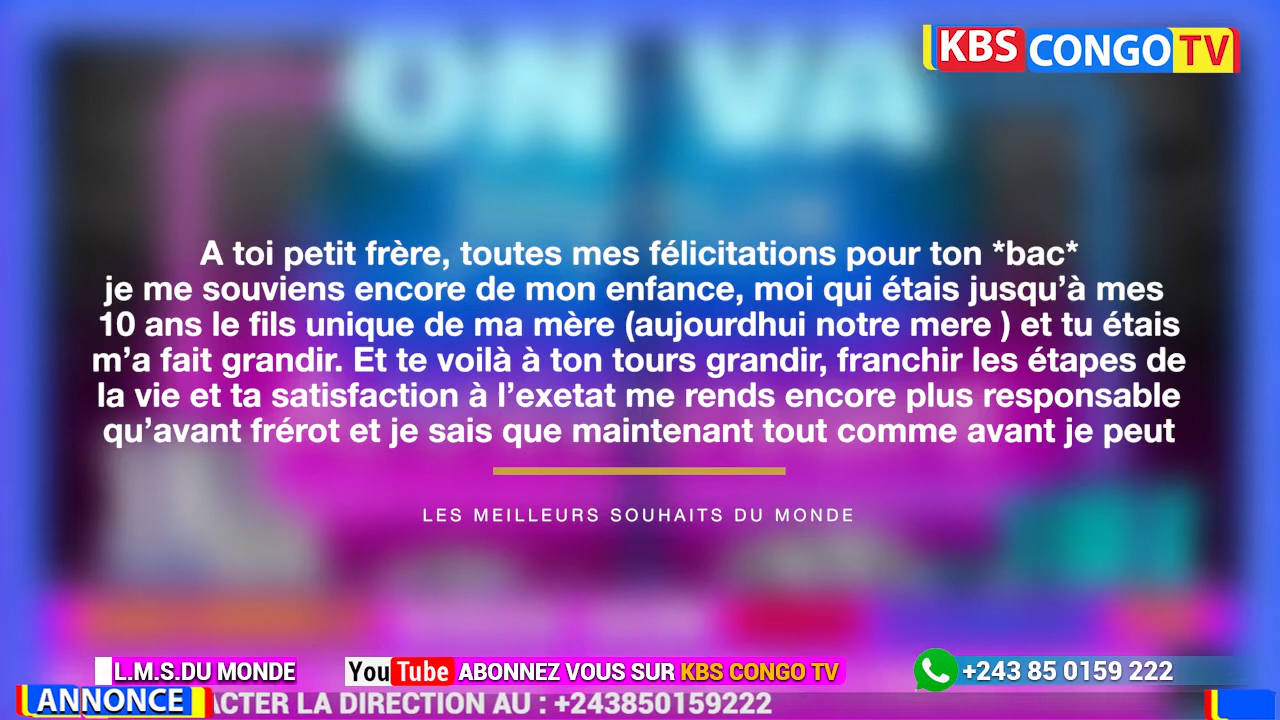 ON VA
KBS CONGO TV
A toi petit frère, toutes mes félicitations pour ton *bac*
je me souviens encore de mon enfance, moi qui étais jusqu’à mes
10 ans le fils unique de ma mère (aujourdhui notre mere ) et tu étais
m’a fait grandir. Et te voilà à ton tours grandir, franchir les étapes de
la vie et ta satisfaction à l’exetat me rends encore plus responsable
qu’avant frérot et je sais que maintenant tout comme avant je peut
LES MEILLEURS SOUHAITS DU MONDE
L.M.S.DU MONDE
YouTube ABONNEZ VOUS SUR KBS CONGO TV
+243 85 0159 222
ANNONCE
ACTER LA DIRECTION AU : +243850159222